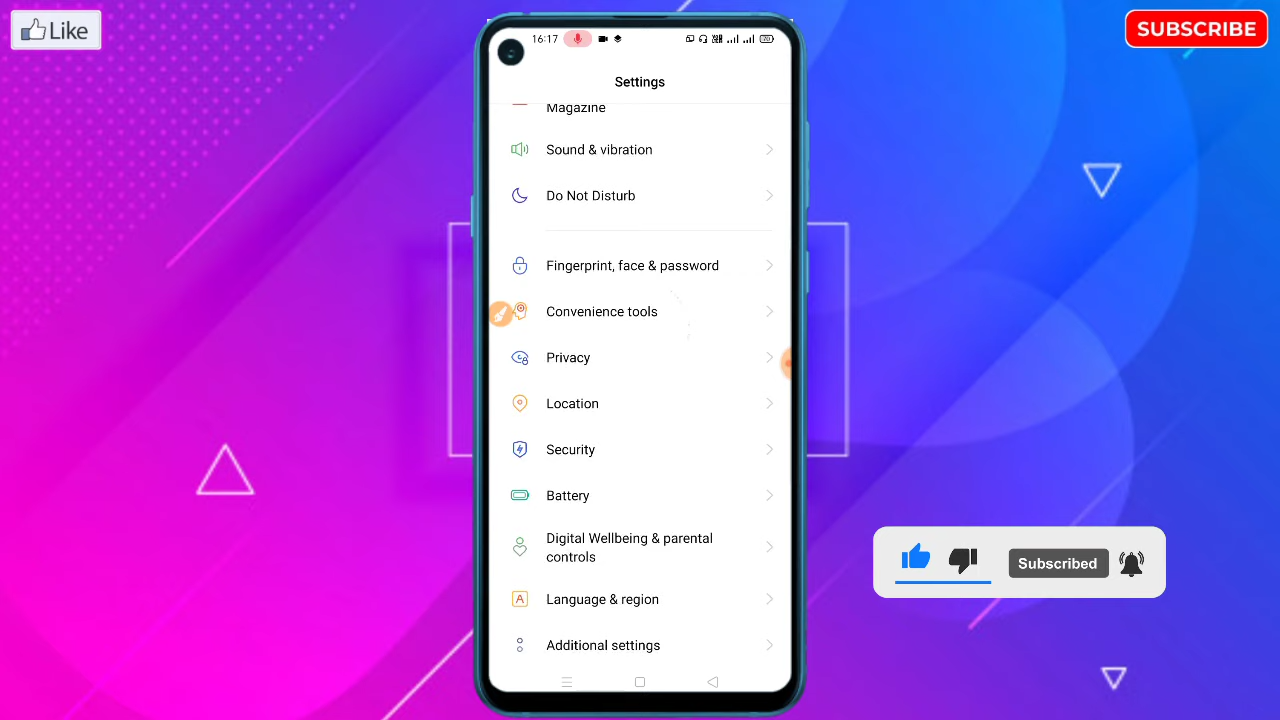 Like
SUBSCRIBE
16:17
Settings
Magazine
Sound & vibration
Do Not Disturb
Fingerprint, face & password
Convenience tools
Privacy
Location
Security
Battery
Digital Wellbeing & parental
controls
Language & region
A
Additional settings
Subscribed